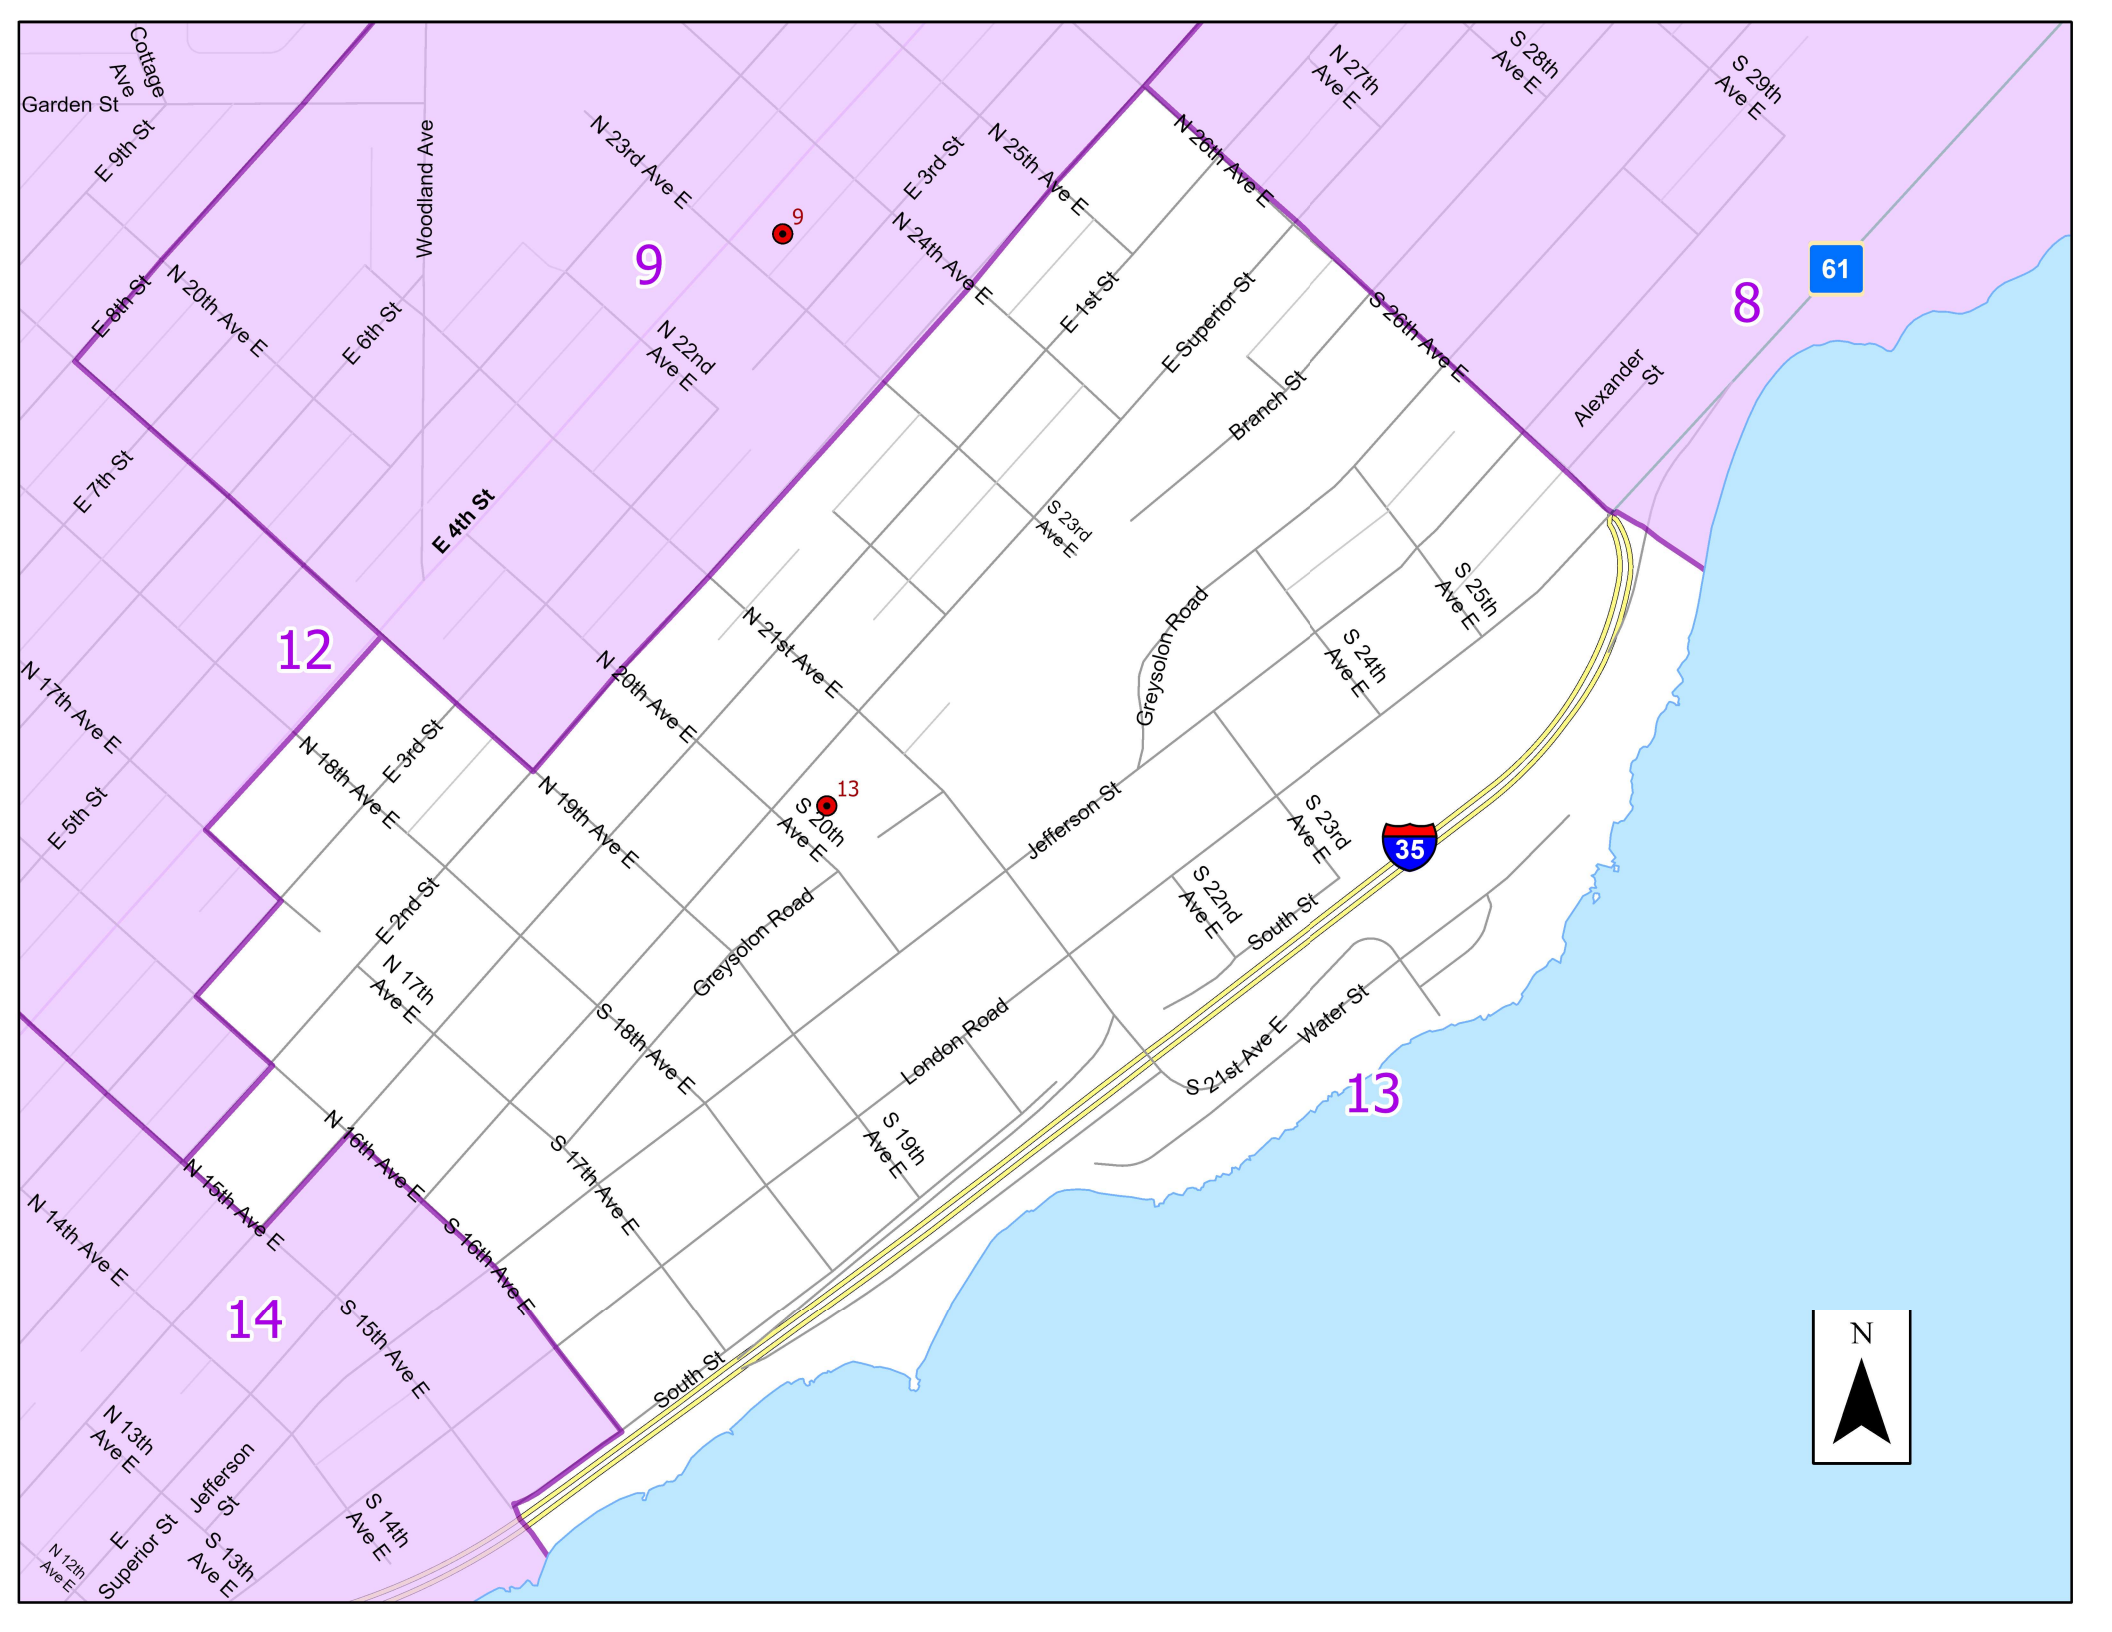 Cottage
Ave
Garden St
E 9th St
Woodland Ave
N 23rd Ave E
E 3rd St
N 25th Ave E
N 26th Ave E
N 27th
Ave E
S 28th
Ave E
S 29th
Ave E
9
9
N 24th Ave E
61
8
E 8th St
N 20th Ave E
E 6th St
N 22nd
Ave E
E 1st St
E Superior St
S 26th Ave E
Alexander
St
Branch St
E 7th St
E 4th St
S 23rd
Ave E
S 25th
Ave E
Greysolon Road
S 24th
Ave E
12
N 21st Ave E
N 20th Ave E
N 17th Ave E
N 18th Ave E
E 3rd St
N 19th Ave E
13
S 20th
Ave E
Jefferson St
S 23rd
Ave E
35
E 5th St
E 2nd St
Greysolon Road
S 22nd
Ave E
South St
N 17th
Ave E
S 18th Ave E
London Road
S 21st Ave E
Water St
13
N 16th Ave E
S 17th Ave E
S 19th
Ave E
N 15th Ave E
N 14th Ave E
S 16th Ave E
14
S 15th Ave E
South St
N
N 13th
Ave E
Jefferson
St
S 14th
Ave E
E
Superior St
S 13th
Ave E
N 12th
Ave E